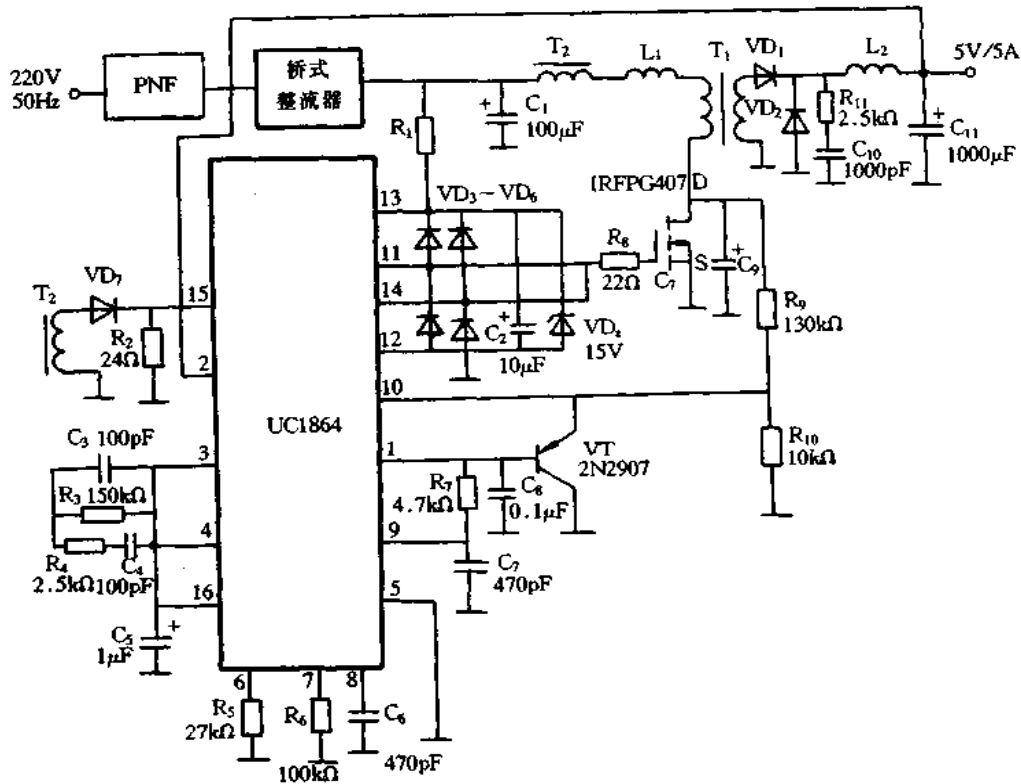 220V
50Hz
PNF
桥式
整流器
T₂
L₁
T₁
VD₁
L₂
5V/5A
VD₂
R₁₁
2.5kΩ
C₁₀
1000pF
C₁₁
1000μF
R₁
C₁
100μF
IRFPG407
D
13
VD₃~VD₆
11
14
12
R₈
22Ω
C₇
S
C₉
C₂
10μF
15V
R₉
130kΩ
R₁₀
10kΩ
T₂
VD₇
15
R₂
24Ω
2
UC1864
10
1
VT
2N2907
R₇
4.7kΩ
C₈
0.1μF
9
C₇
470pF
5
C₃
100pF
3
R₃
150kΩ
4
R₄
2.5kΩ
C₄
100pF
16
C₅
1μF
6
7
8
R₅
27kΩ
R₆
100kΩ
C₆
470pF